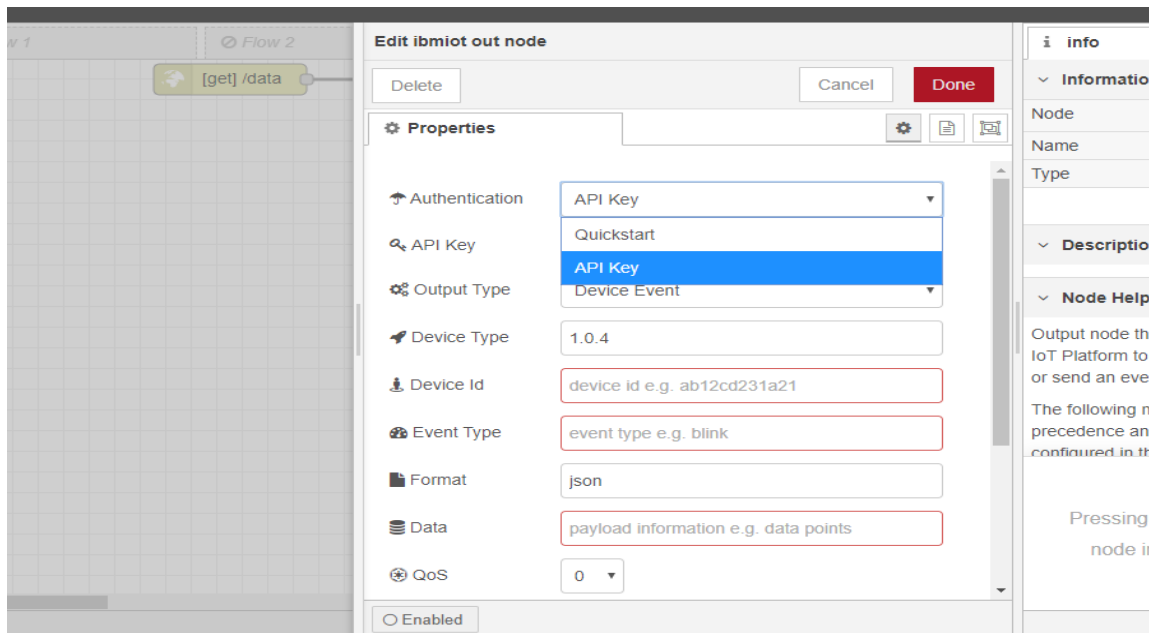 w 1
Flow 2
[get] /data
Edit ibmiot out node
Delete
Cancel
Done
Properties
Authentication
API Key
Quickstart
API Key
API Key
Output Type
Device Event
Device Type
1.0.4
Device Id
device id e.g. ab12cd231a21
Event Type
event type e.g. blink
Format
json
Data
payload information e.g. data points
QoS
0
Enabled
i info
Informatio
Node
Name
Type
Descriptio
Node Help
Output node th
IoT Platform to
or send an eve
The following n
precedence an
configured in th
Pressing
node i